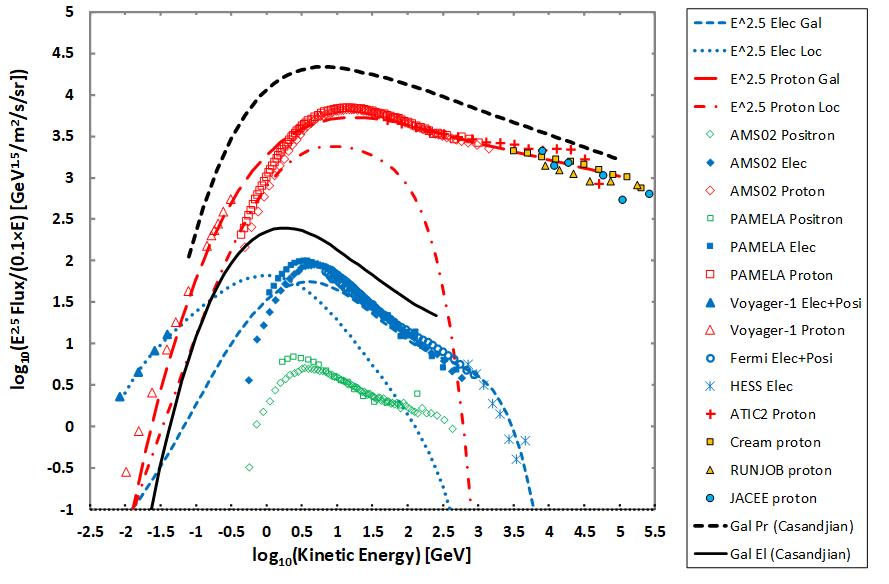 5
4.5
4
3.5
3
2.5
2
1.5
1
0.5
0
-0.5
-1
-2.5 -2 -1.5 -1 -0.5 0 0.5 1 1.5 2 2.5 3 3.5 4 4.5 5 5.5
log10(E^2.5 Flux/(0.1×E) [GeV^1.5/m²/s/sr]
log10(Kinetic Energy) [GeV]
E^2.5 Elec Gal
E^2.5 Elec Loc
E^2.5 Proton Gal
E^2.5 Proton Loc
AMS02 Positron
AMS02 Elec
AMS02 Proton
PAMELA Positron
PAMELA Elec
PAMELA Proton
Voyager-1 Elec+Posi
Voyager-1 Proton
Fermi Elec+Posi
HESS Elec
ATIC2 Proton
Cream proton
RUNJOB proton
JACEE proton
Gal Pr (Casandjian)
Gal El (Casandjian)